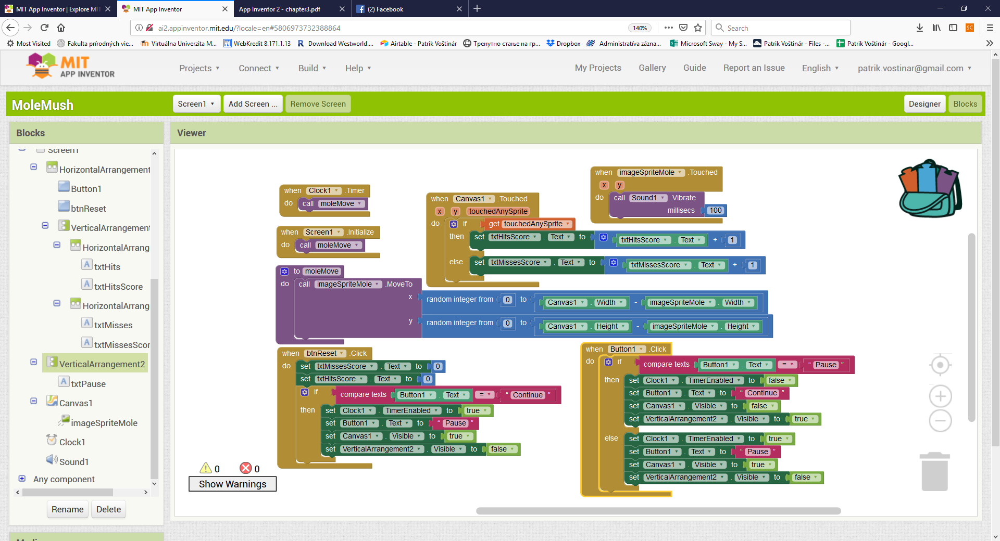 MIT App Inventor | Explore MIT
MIT App Inventor
App Inventor 2 - chapter3.pdf
(2) Facebook
ai2.appinventor.mit.edu/?locale=en#5806973732388864
140%
Search
SC
Most Visited
Fakulta prírodných vie...
Virtuálna Univerzita M...
WebKredit 8.171.1.13
R Download Westworld....
Airtable - Patrik Voštinár
Тренутно стање на гр...
Dropbox
Administratíva zázna...
Microsoft Sway - My S...
Patrik Voštinár - Files -...
Patrik Voštinár - Googl...
MIT
APP INVENTOR
Projects
Connect
Build
Help
My Projects
Gallery
Guide
Report an Issue
English
patrik.vostinar@gmail.com
MoleMush
Screen1
Add Screen ...
Remove Screen
Designer
Blocks
Blocks
Viewer
Screen1
HorizontalArrangement
Button1
btnReset
VerticalArrangement
HorizontalArrang
txtHits
txtHitsScore
HorizontalArrang
txtMisses
txtMissesScor
VerticalArrangement2
txtPause
Canvas1
imageSpriteMole
Clock1
Sound1
Any component
Rename
Delete
when Clock1 .Timer
do call moleMove
when Screen1 .Initialize
do call moleMove
when Canvas1 .Touched
x y touchedAnySprite
do if get touchedAnySprite
then set txtHitsScore . Text to txtHitsScore . Text + 1
else set txtMissesScore . Text to txtMissesScore . Text + 1
when imageSpriteMole .Touched
x y
do call Sound1 .Vibrate
millisecs 100
to moleMove
do call imageSpriteMole .MoveTo
x random integer from 0 to Canvas1 . Width - imageSpriteMole . Width
y random integer from 0 to Canvas1 . Height - imageSpriteMole . Height
when btnReset .Click
do set txtMissesScore . Text to 0
set txtHitsScore . Text to 0
if compare texts Button1 . Text = " Continue "
then set Clock1 . TimerEnabled to true
set Button1 . Text to " Pause "
set Canvas1 . Visible to true
set VerticalArrangement2 . Visible to false
when Button1 .Click
do if compare texts Button1 . Text = " Pause "
then set Clock1 . TimerEnabled to false
set Button1 . Text to " Continue "
set Canvas1 . Visible to false
set VerticalArrangement2 . Visible to true
else set Clock1 . TimerEnabled to true
set Button1 . Text to " Pause "
set Canvas1 . Visible to true
set VerticalArrangement2 . Visible to false
0 0
Show Warnings